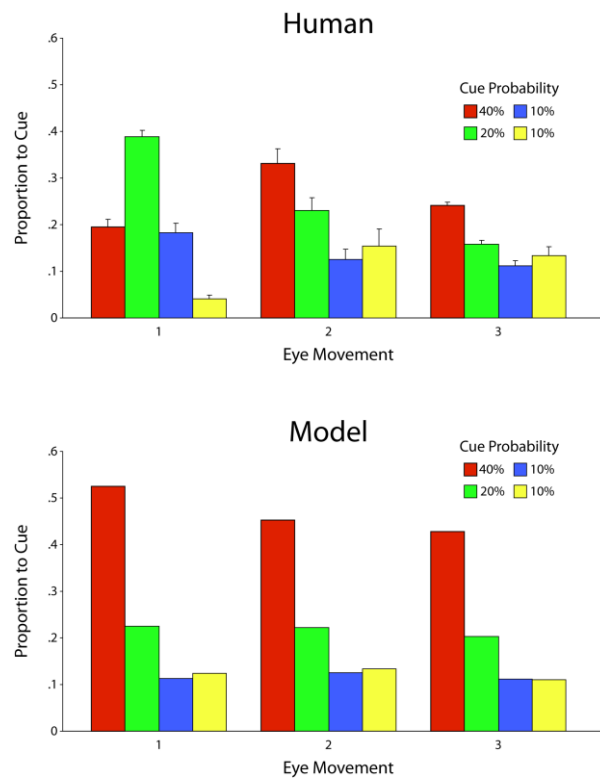 Human
.6
.5
.4
.3
.2
.1
0
Proportion to Cue
Cue Probability
40% 10%
20% 10%
1 2 3
Eye Movement
Model
.6
.5
.4
.3
.2
.1
0
Proportion to Cue
Cue Probability
40% 10%
20% 10%
1 2 3
Eye Movement